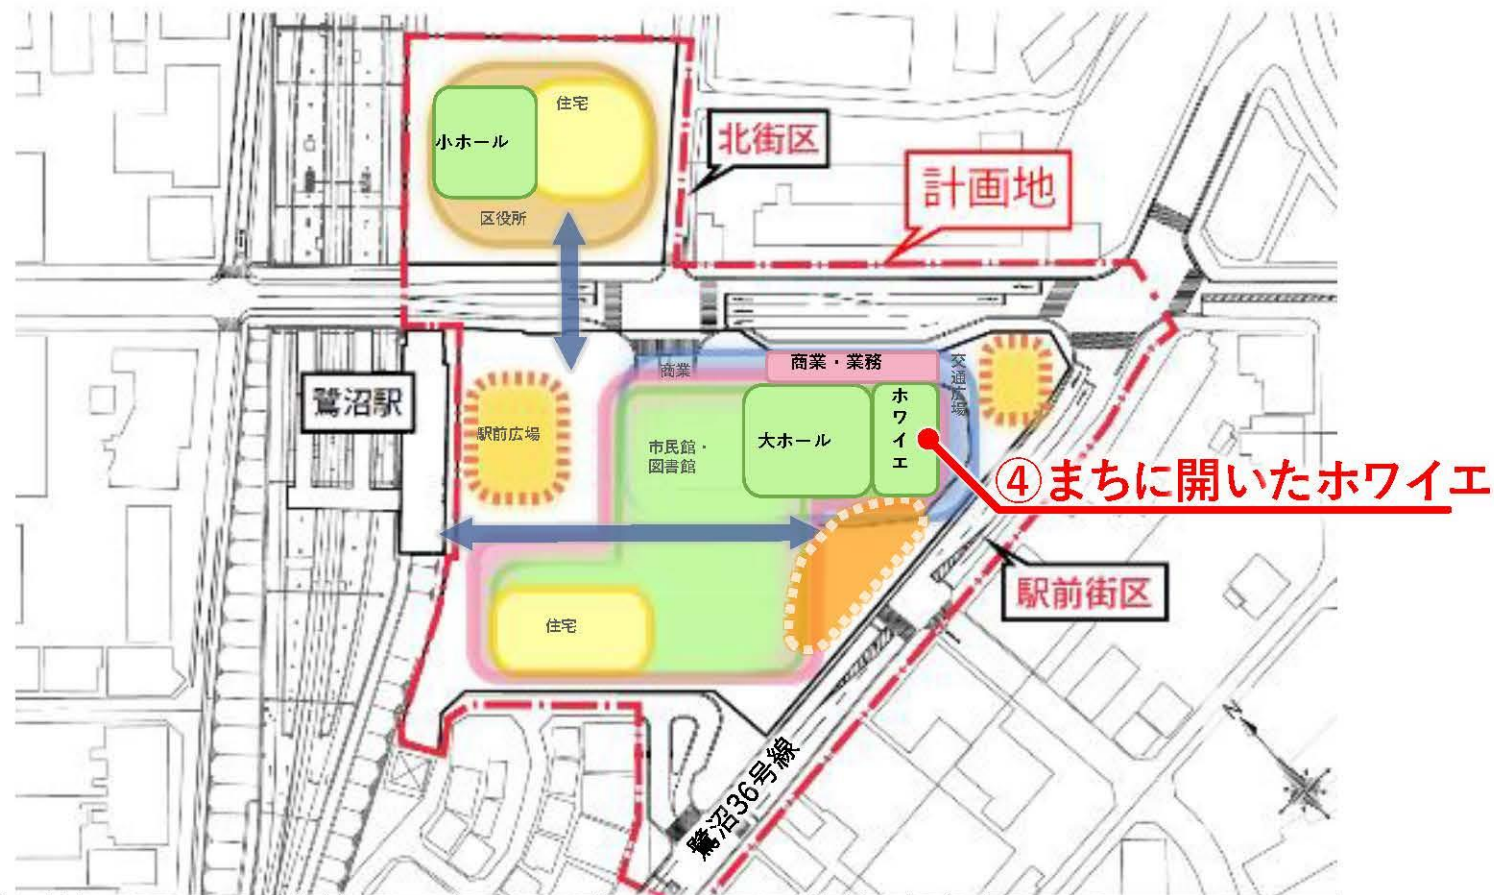 住宅
小ホール
区役所
北街区
計画地
鷺沼駅
駅前広場
商業
商業・業務
交通広場
市民館・
図書館
大ホール
ホワイエ
④まちに開いたホワイエ
駅前街区
住宅
鷺沼36号線
N